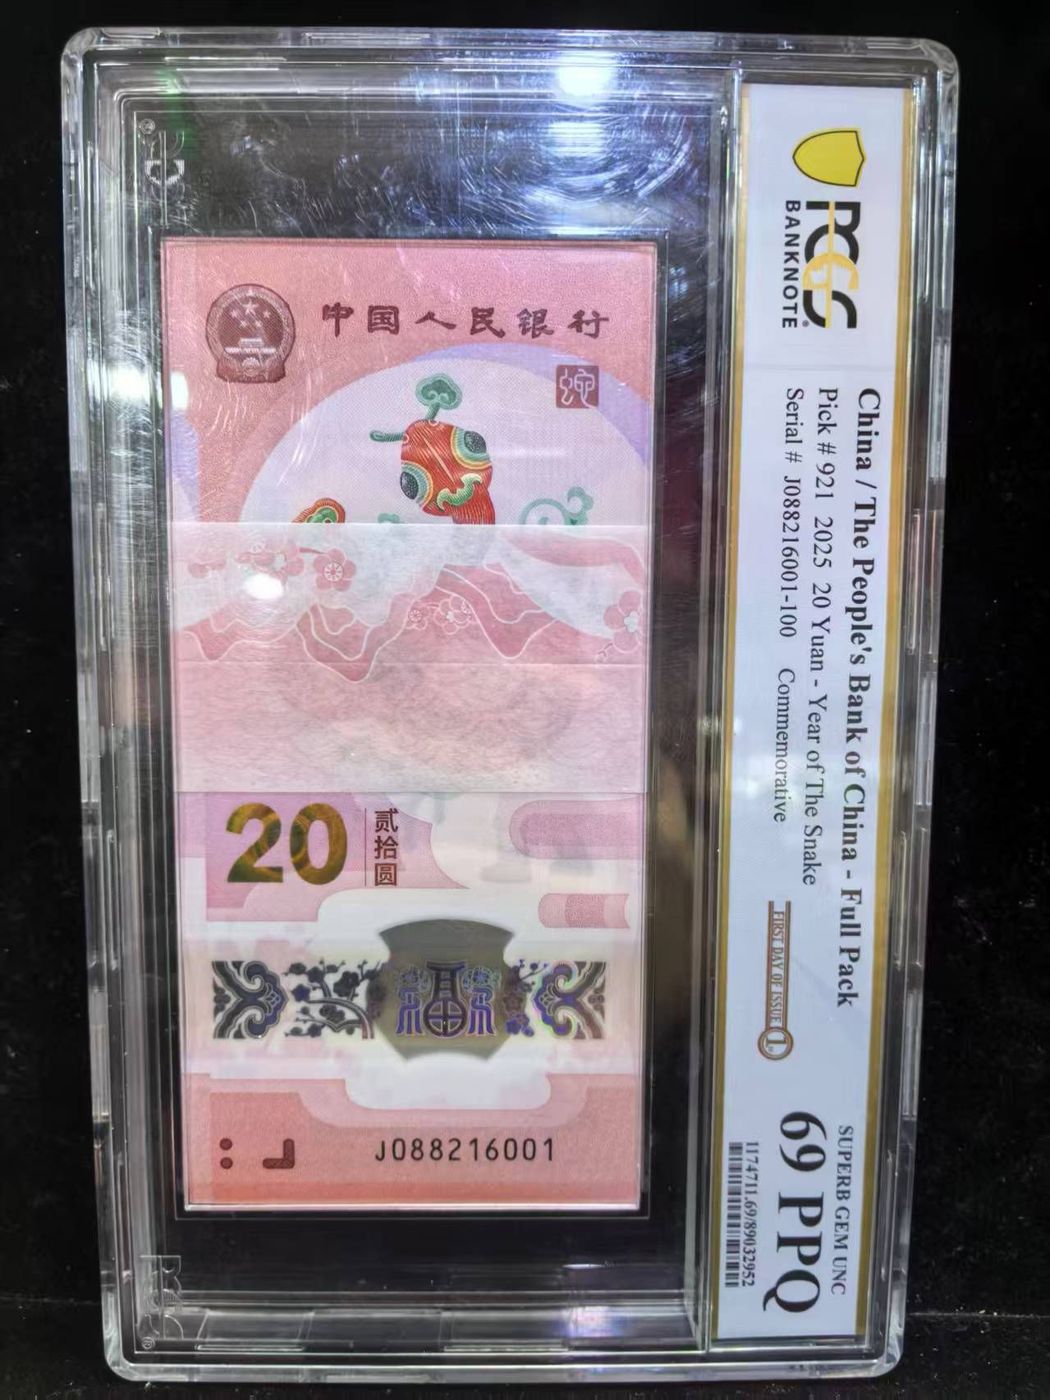 PCGS
BANKNOTE
China / The People's Bank of China - Full Pack
Pick # 921 2025 20 Yuan - Year of The Snake
Serial # J088216001-100 Commemorative
FIRST DAY OF ISSUE 1
SUPERB GEM UNC
69 PPQ
1174711.69/89032952
中国人民银行
20
贰拾圆
J088216001